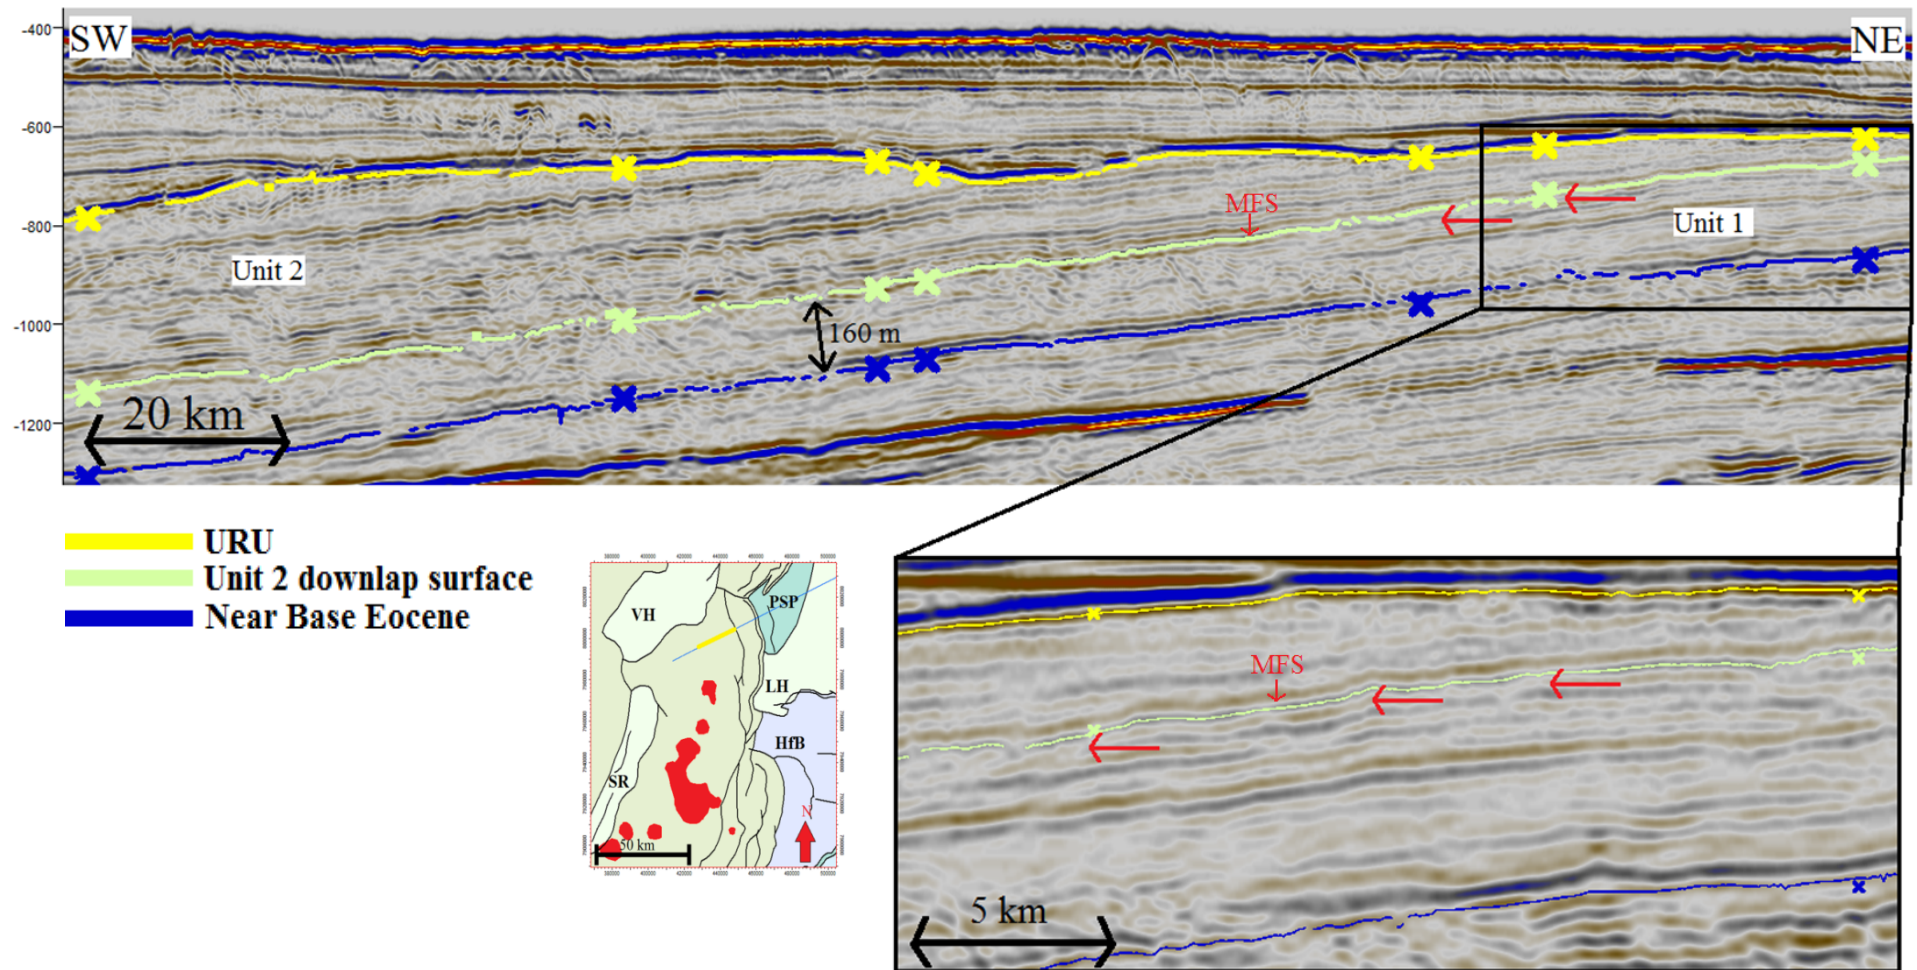 -400
SW
NE
-600
MFS
-800
Unit 1
Unit 2
-1000
160 m
20 km
-1200
URU
Unit 2 downlap surface
Near Base Eocene
VH
PSP
LH
HfB
SR
N
50 km
MFS
5 km